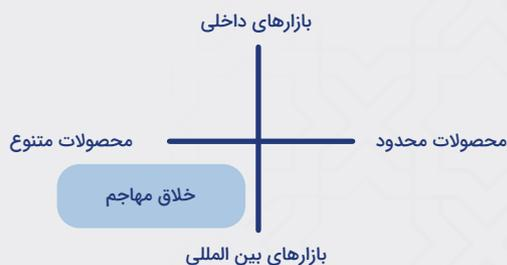 بازارهای داخلی
محصولات محدود
محصولات متنوع
خلاق مهاجم
بازارهای بین المللی